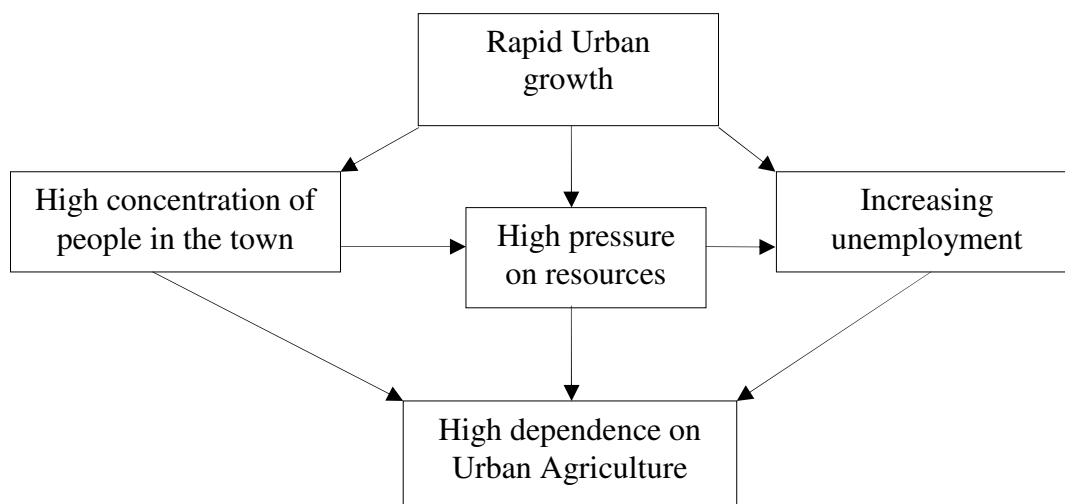 Rapid Urban
growth
High concentration of
people in the town
High pressure
on resources
Increasing
unemployment
High dependence on
Urban Agriculture